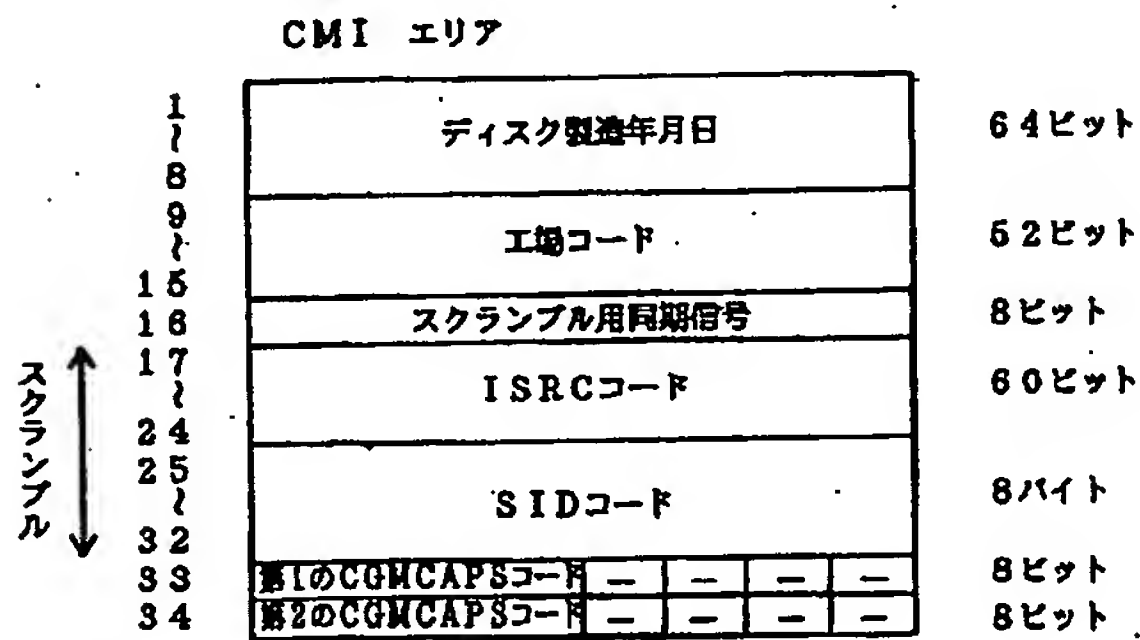 CMI エリア
1
～
8
ディスク製造年月日
64ビット
9
～
15
工場コード
52ビット
16
スクランブル用同期信号
8ビット
スクランブル
17
～
24
ISRCコード
60ビット
25
～
32
SIDコード
8バイト
33
第1のCGMCAPSコード
－ － － －
8ビット
34
第2のCGMCAPSコード
－ － － －
8ビット